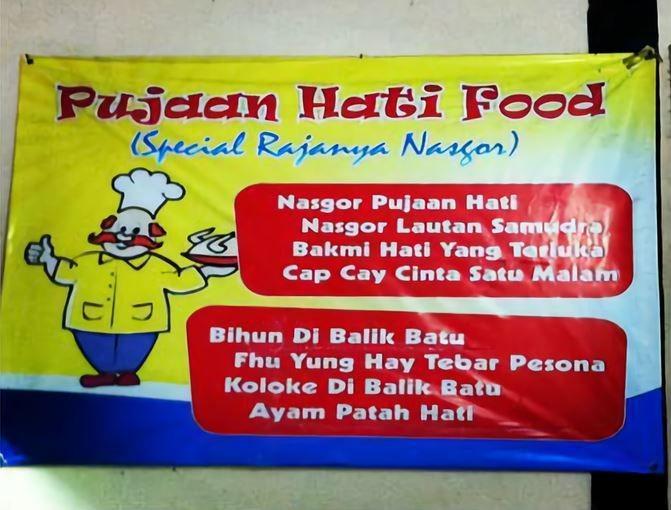 Pujaan Hati Food
(Special Rajanya Nasgor)
Nasgor Pujaan Hati
Nasgor Lautan Samudra
Bakmi Hati Yang Terluka
Cap Cay Cinta Satu Malam
Bihun Di Balik Batu
Fhu Yung Hay Tebar Pesona
Koloke Di Balik Batu
Ayam Patah Hati